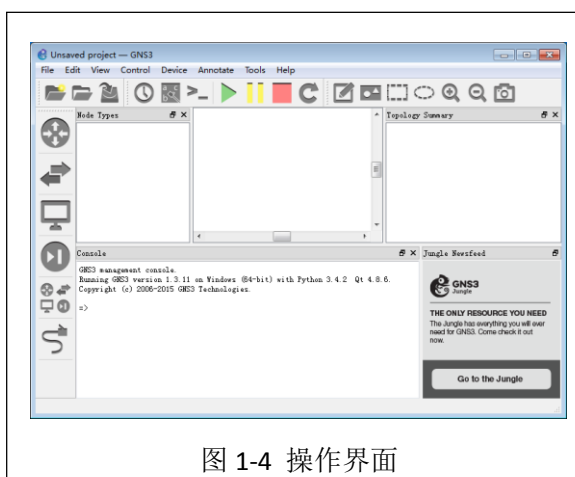 Unsaved project — GNS3
File Edit View Control Device Annotate Tools Help
Node Types
Topology Summary
Console
GNS3 management console.
Running GNS3 version 1.3.11 on Windows (64-bit) with Python 3.4.2 Qt 4.8.6.
Copyright (c) 2006-2015 GNS3 Technologies.
=>
Jungle Newsfeed
GNS3
Jungle
THE ONLY RESOURCE YOU NEED
The Jungle has everything you will ever
need for GNS3. Come check it out
now.
Go to the Jungle
图 1-4 操作界面